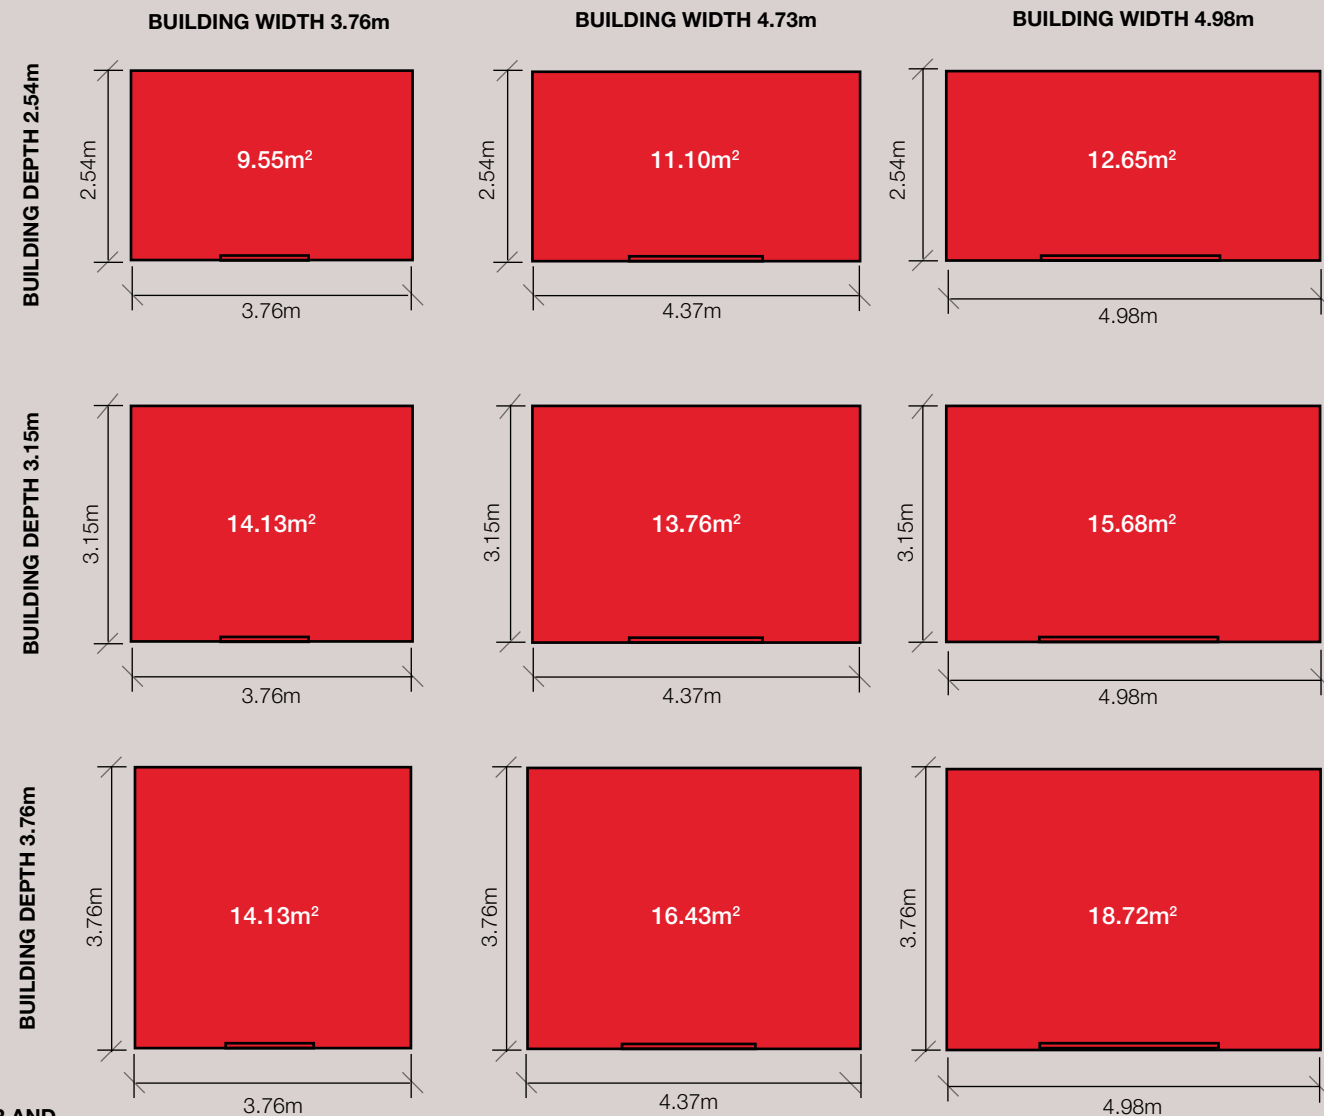 BUILDING WIDTH 3.76m
BUILDING WIDTH 4.73m
BUILDING WIDTH 4.98m
BUILDING DEPTH 2.54m
2.54m
9.55m²
3.76m
2.54m
11.10m²
4.37m
2.54m
12.65m²
4.98m
BUILDING DEPTH 3.15m
3.15m
14.13m²
3.76m
3.15m
13.76m²
4.37m
3.15m
15.68m²
4.98m
BUILDING DEPTH 3.76m
3.76m
14.13m²
3.76m
3.76m
16.43m²
4.37m
3.76m
18.72m²
4.98m
AND